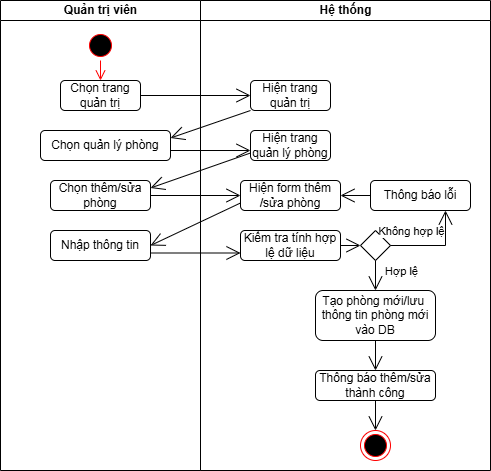 Quản trị viên
Hệ thống
Chọn trang
quản trị
Hiện trang
quản trị
Chọn quản lý phòng
Hiện trang
quản lý phòng
Chọn thêm/sửa
phòng
Hiện form thêm
/sửa phòng
Thông báo lỗi
Nhập thông tin
Kiểm tra tính hợp
lệ dữ liệu
Không hợp lệ
Hợp lệ
Tạo phòng mới/lưu
thông tin phòng mới
vào DB
Thông báo thêm/sửa
thành công